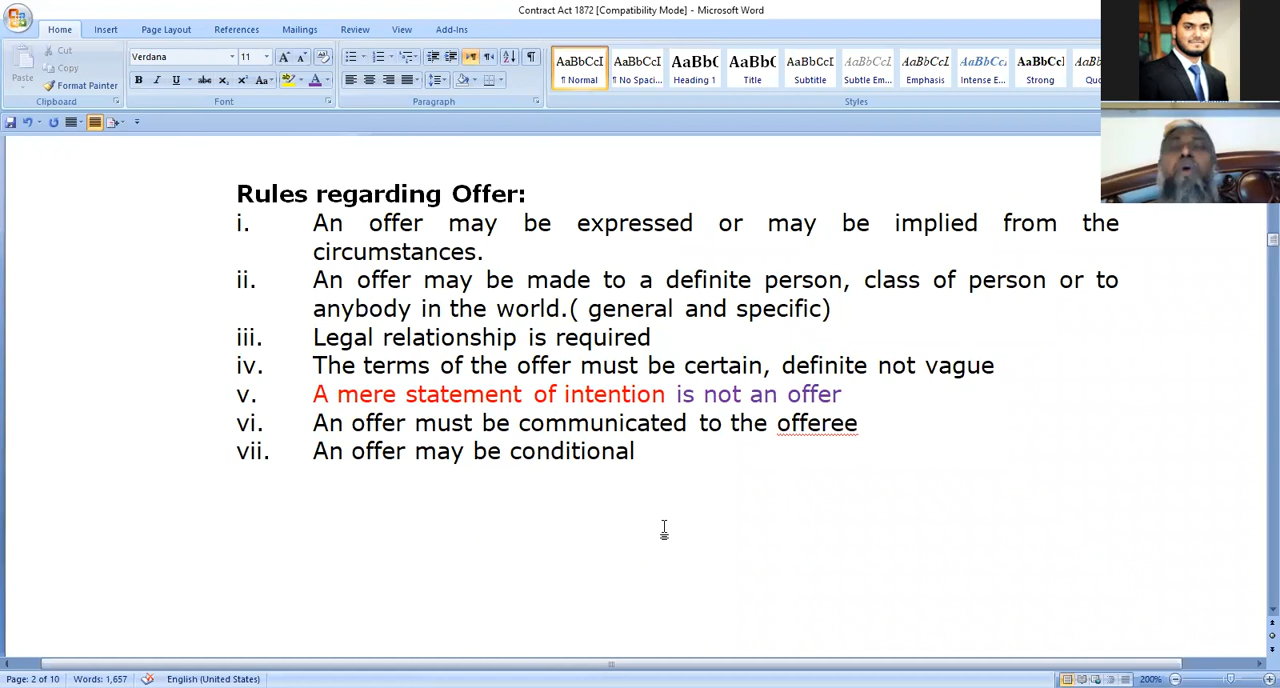 Contract Act 1872 [Compatibility Mode] - Microsoft Word
Home Insert Page Layout References Mailings Review View Add-Ins
Cut
Copy
Paste
Format Painter
Clipboard
Verdana 11
B I U abc x₂ x² Aa
Font
Paragraph
AaBbCcI AaBbCcI AaBb( AaBb( AaBbCcI AaBbCcI AaBbCcI AaBbCcI AaBbCcI AaBbC
¶ Normal ¶ No Spaci... Heading 1 Title Subtitle Subtle Em... Emphasis Intense E... Strong Quo
Styles
Rules regarding Offer:
i. An offer may be expressed or may be implied from the
circumstances.
ii. An offer may be made to a definite person, class of person or to
anybody in the world.( general and specific)
iii. Legal relationship is required
iv. The terms of the offer must be certain, definite not vague
v. A mere statement of intention is not an offer
vi. An offer must be communicated to the offeree
vii. An offer may be conditional
Page: 2 of 10 Words: 1,657 English (United States) 200%